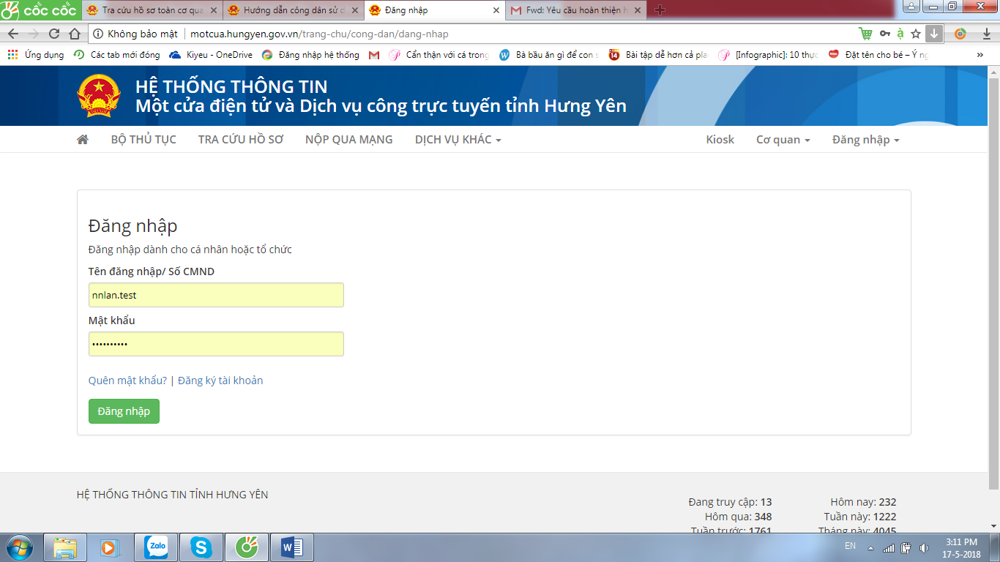 cốc cốc
Tra cứu hồ sơ toàn cơ qua
Hướng dẫn công dân sử d
Đăng nhập
Fwd: Yêu cầu hoàn thiện h
Không bảo mật | motcua.hungyen.gov.vn/trang-chu/cong-dan/dang-nhap
Ứng dụng Các tab mới đóng Kiyeu - OneDrive Đăng nhập hệ thống Cẩn thận với cá trong Bà bầu ăn gì để con s Bài tập dễ hơn cả pla [Infographic]: 10 thực Đặt tên cho bé – Ý ng »
HỆ THỐNG THÔNG TIN
Một cửa điện tử và Dịch vụ công trực tuyến tỉnh Hưng Yên
BỘ THỦ TỤC TRA CỨU HỒ SƠ NỘP QUA MẠNG DỊCH VỤ KHÁC Kiosk Cơ quan Đăng nhập
Đăng nhập
Đăng nhập dành cho cá nhân hoặc tổ chức
Tên đăng nhập/ Số CMND
nnlan.test
Mật khẩu
••••••••••
Quên mật khẩu? | Đăng ký tài khoản
Đăng nhập
HỆ THỐNG THÔNG TIN TỈNH HƯNG YÊN
Đang truy cập: 13 Hôm nay: 232
Hôm qua: 348 Tuần này: 1222
Tuần trước: 1761 Tháng này: 4045
Zalo
EN
3:11 PM
17-5-2018